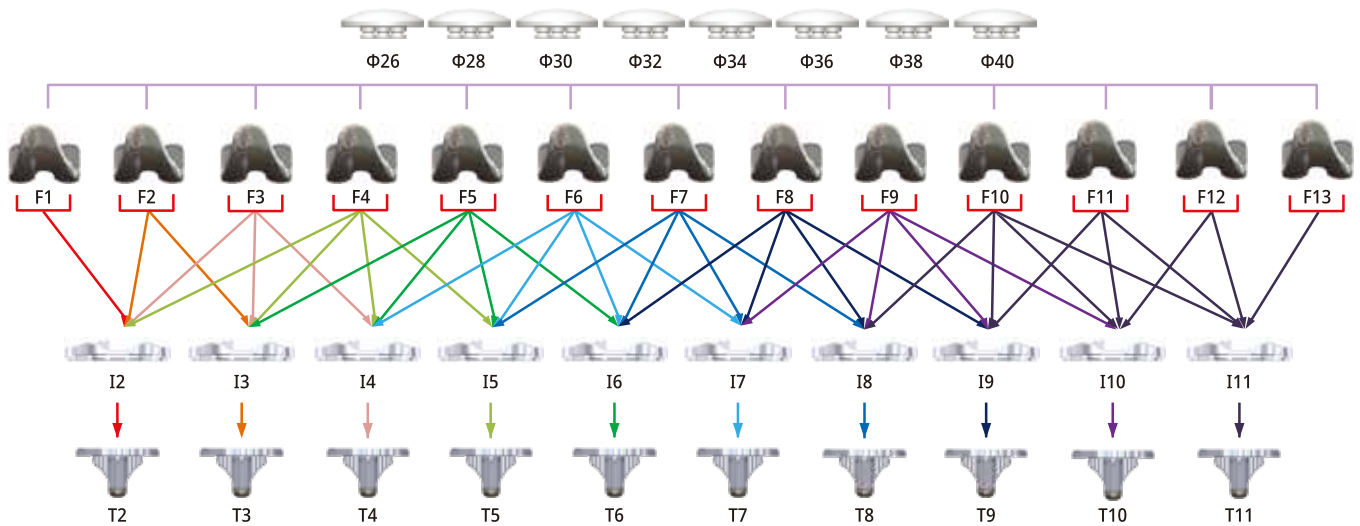 Φ26 Φ28 Φ30 Φ32 Φ34 Φ36 Φ38 Φ40
F1 F2 F3 F4 F5 F6 F7 F8 F9 F10 F11 F12 F13
I2 I3 I4 I5 I6 I7 I8 I9 I10 I11
T2 T3 T4 T5 T6 T7 T8 T9 T10 T11